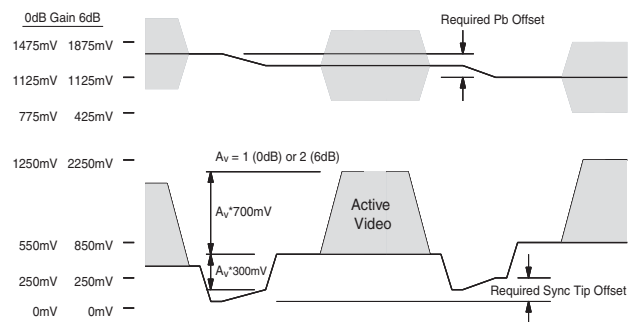 0dB Gain 6dB
Required Pb Offset
1475mV 1875mV
1125mV 1125mV
775mV 425mV
1250mV 2250mV
Av = 1 (0dB) or 2 (6dB)
Av*700mV
Active
Video
550mV 850mV
Av*300mV
250mV 250mV
Required Sync Tip Offset
0mV 0mV